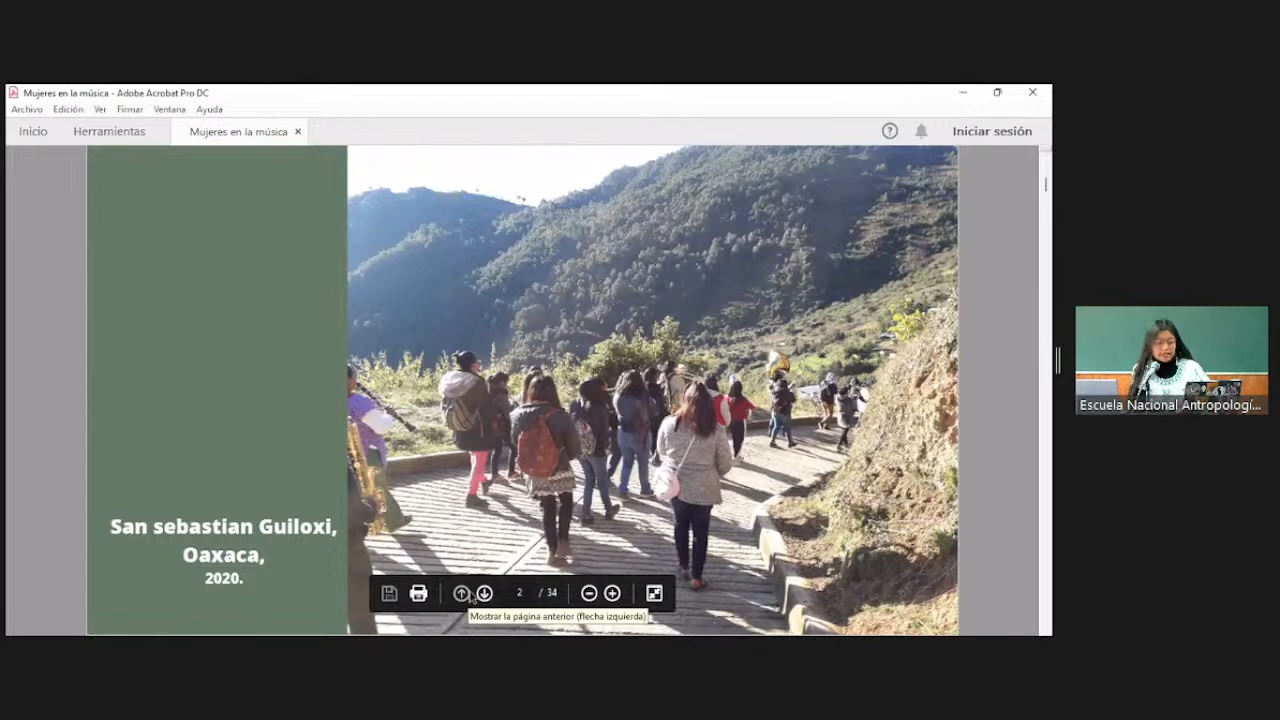 Mujeres en la música - Adobe Acrobat Pro DC
Archivo Edición Ver Firmar Ventana Ayuda
Inicio Herramientas Mujeres en la música × ? Iniciar sesión
San sebastian Guiloxi,
Oaxaca,
2020.
2 / 34
Mostrar la página anterior (flecha izquierda)
Escuela Nacional Antropologí...